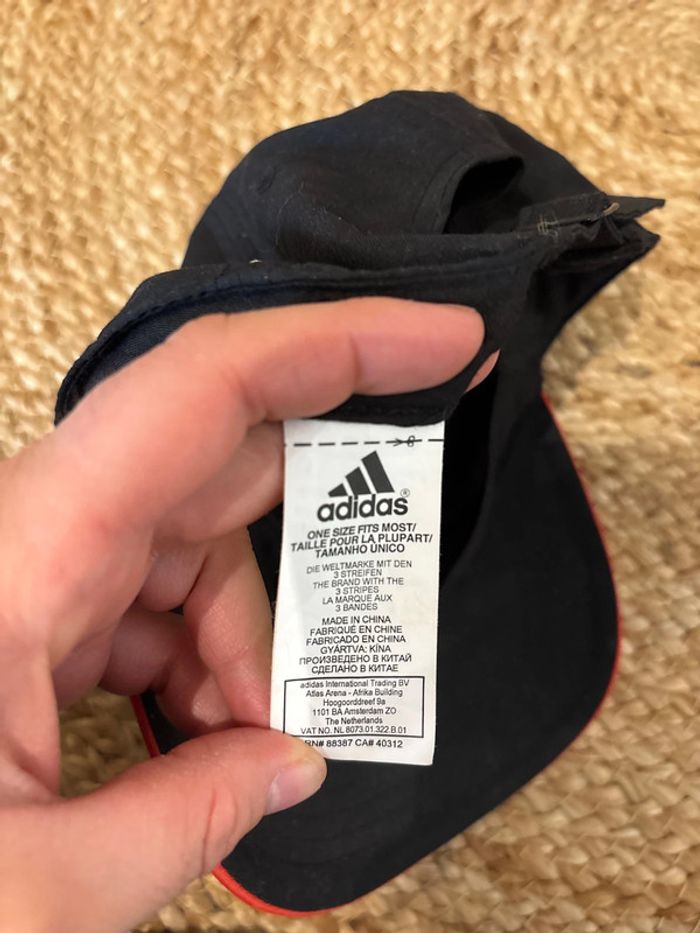 adidas®
ONE SIZE FITS MOST/
TAILLE POUR LA PLUPART/
TAMANHO ÚNICO
DIE WELTMARKE MIT DEN
3 STREIFEN
THE BRAND WITH THE
3 STRIPES
LA MARQUE AUX
3 BANDES
MADE IN CHINA
FABRIQUÉ EN CHINE
FABRICADO EN CHINA
GYÁRTVA: KÍNA
ПРОИЗВЕДЕНО В КИТАЙ
СДЕЛАНО В КИТАЕ
adidas International Trading BV
Atlas Arena - Afrika Building
Hoogoorddreef 9a
1101 BA Amsterdam ZO
The Netherlands
VAT NO. NL 8073.01.322.B.01
RN# 88387 CA# 40312